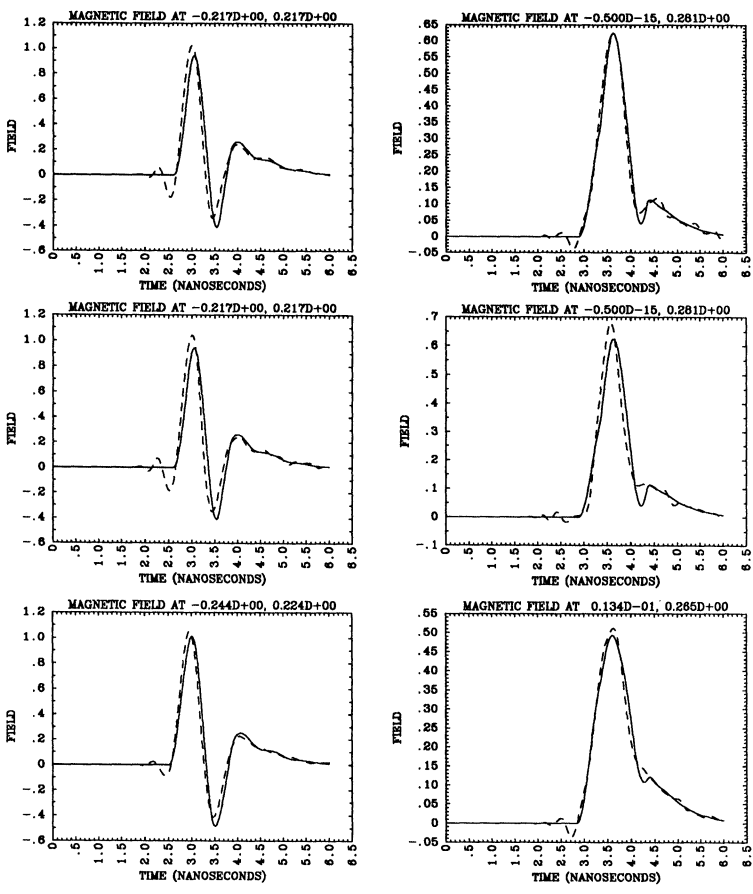 MAGNETIC FIELD AT -0.217D+00, 0.217D+00
1.2
1.0
.8
.6
.4
.2
0
-.2
-.4
-.6
FIELD
0 .5 1.0 1.5 2.0 2.5 3.0 3.5 4.0 4.5 5.0 5.5 6.0 6.5
TIME (NANOSECONDS)
MAGNETIC FIELD AT -0.500D-15, 0.281D+00
.65
.60
.55
.50
.45
.40
.35
.30
.25
.20
.15
.10
.05
0
-.05
FIELD
0 .5 1.0 1.5 2.0 2.5 3.0 3.5 4.0 4.5 5.0 5.5 6.0 6.5
TIME (NANOSECONDS)
MAGNETIC FIELD AT -0.217D+00, 0.217D+00
1.2
1.0
.8
.6
.4
.2
0
-.2
-.4
-.6
FIELD
0 .5 1.0 1.5 2.0 2.5 3.0 3.5 4.0 4.5 5.0 5.5 6.0 6.5
TIME (NANOSECONDS)
MAGNETIC FIELD AT -0.500D-15, 0.281D+00
.7
.6
.5
.4
.3
.2
.1
0
-.1
FIELD
0 .5 1.0 1.5 2.0 2.5 3.0 3.5 4.0 4.5 5.0 5.5 6.0 6.5
TIME (NANOSECONDS)
MAGNETIC FIELD AT -0.244D+00, 0.224D+00
1.2
1.0
.8
.6
.4
.2
0
-.2
-.4
-.6
FIELD
0 .5 1.0 1.5 2.0 2.5 3.0 3.5 4.0 4.5 5.0 5.5 6.0 6.5
TIME (NANOSECONDS)
MAGNETIC FIELD AT 0.134D-01, 0.265D+00
.55
.50
.45
.40
.35
.30
.25
.20
.15
.10
.05
0
-.05
FIELD
0 .5 1.0 1.5 2.0 2.5 3.0 3.5 4.0 4.5 5.0 5.5 6.0 6.5
TIME (NANOSECONDS)